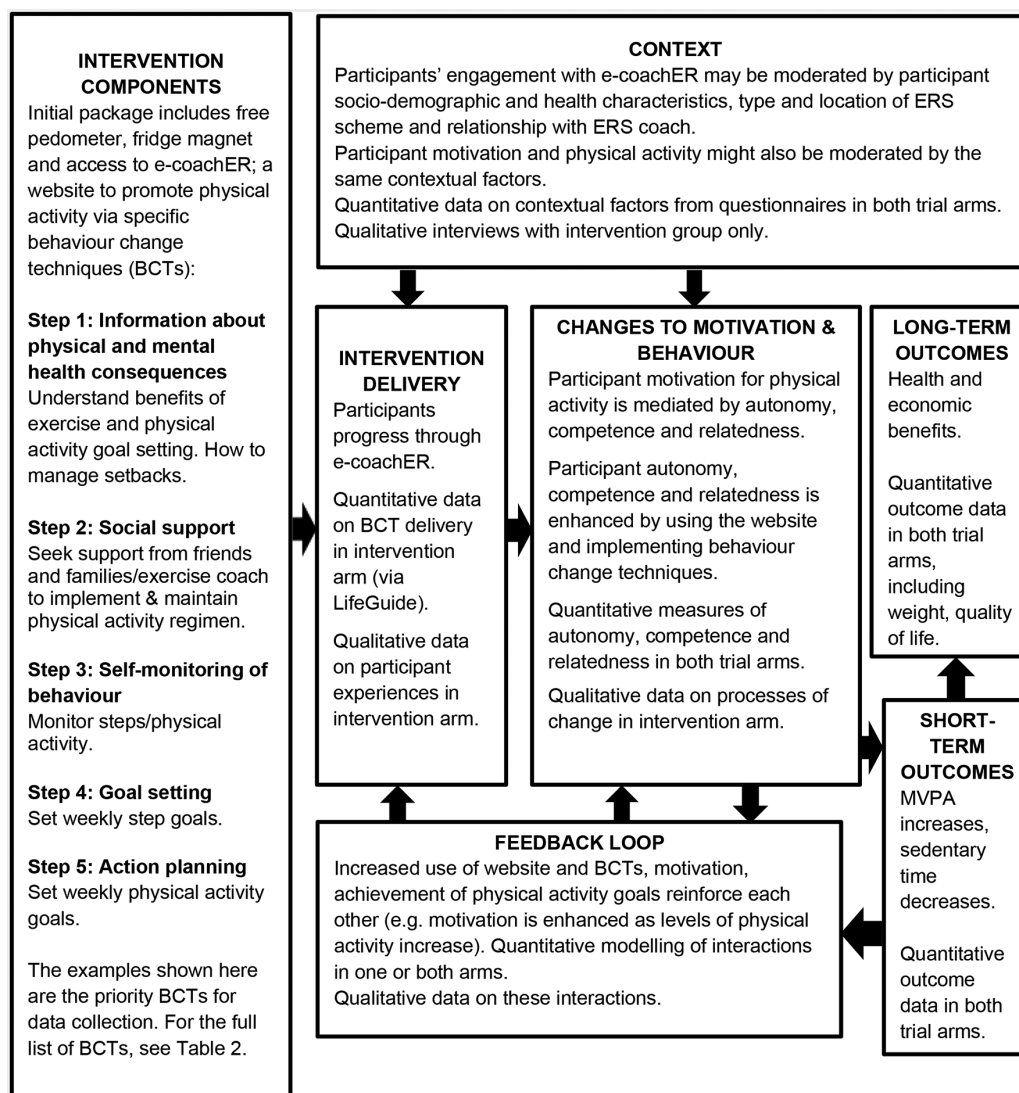 INTERVENTION
COMPONENTS
Initial package includes free
pedometer, fridge magnet
and access to e-coachER; a
website to promote physical
activity via specific
behaviour change
techniques (BCTs):
Step 1: Information about
physical and mental
health consequences
Understand benefits of
exercise and physical
activity goal setting. How to
manage setbacks.
Step 2: Social support
Seek support from friends
and families/exercise coach
to implement & maintain
physical activity regimen.
Step 3: Self-monitoring of
behaviour
Monitor steps/physical
activity.
Step 4: Goal setting
Set weekly step goals.
Step 5: Action planning
Set weekly physical activity
goals.
The examples shown here
are the priority BCTs for
data collection. For the full
list of BCTs, see Table 2.
CONTEXT
Participants’ engagement with e-coachER may be moderated by participant
socio-demographic and health characteristics, type and location of ERS
scheme and relationship with ERS coach.
Participant motivation and physical activity might also be moderated by the
same contextual factors.
Quantitative data on contextual factors from questionnaires in both trial arms.
Qualitative interviews with intervention group only.
INTERVENTION
DELIVERY
Participants
progress through
e-coachER.
Quantitative data
on BCT delivery
in intervention
arm (via
LifeGuide).
Qualitative data
on participant
experiences in
intervention arm.
CHANGES TO MOTIVATION &
BEHAVIOUR
Participant motivation for physical
activity is mediated by autonomy,
competence and relatedness.
Participant autonomy,
competence and relatedness is
enhanced by using the website
and implementing behaviour
change techniques.
Quantitative measures of
autonomy, competence and
relatedness in both trial arms.
Qualitative data on processes of
change in intervention arm.
LONG-TERM
OUTCOMES
Health and
economic
benefits.
Quantitative
outcome data
in both trial
arms,
including
weight, quality
of life.
SHORT-
TERM
OUTCOMES
MVPA
increases,
sedentary
time
decreases.
Quantitative
outcome
data in both
trial arms.
FEEDBACK LOOP
Increased use of website and BCTs, motivation,
achievement of physical activity goals reinforce each
other (e.g. motivation is enhanced as levels of physical
activity increase). Quantitative modelling of interactions
in one or both arms.
Qualitative data on these interactions.